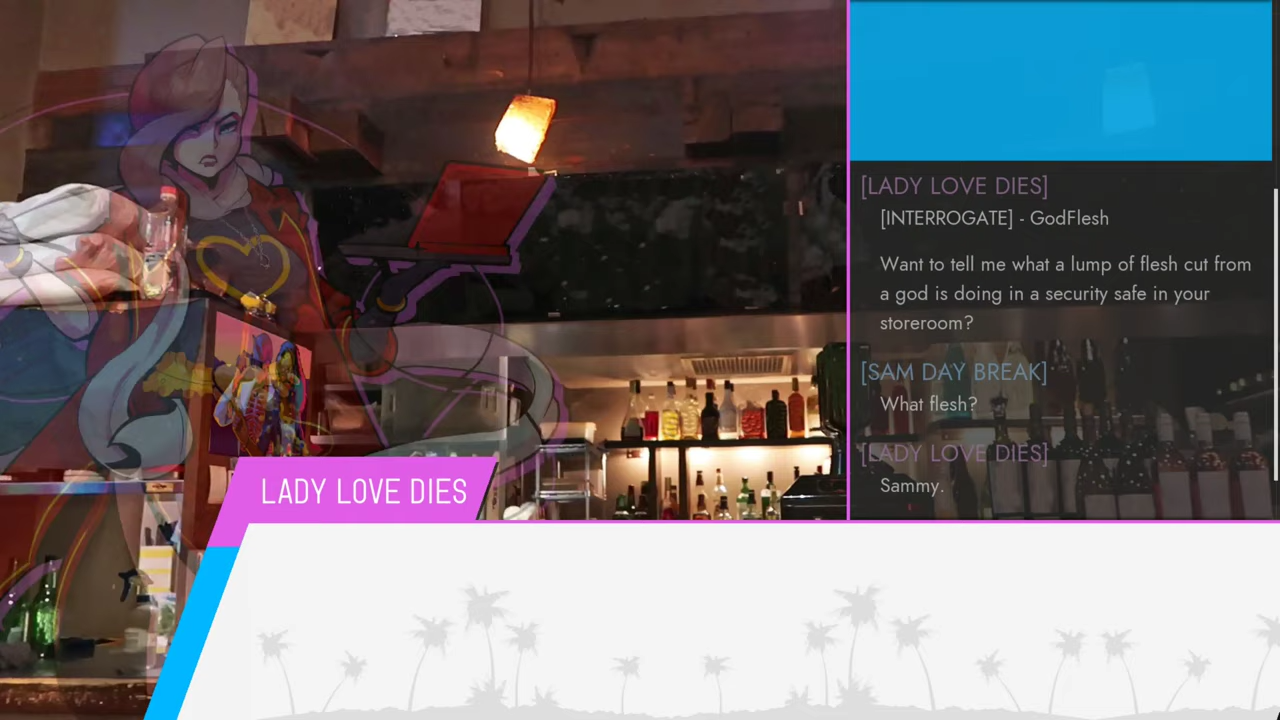 [LADY LOVE DIES]
[INTERROGATE] - GodFlesh
Want to tell me what a lump of flesh cut from
a god is doing in a security safe in your
storeroom?
[SAM DAY BREAK]
What flesh?
[LADY LOVE DIES]
Sammy.
LADY LOVE DIES